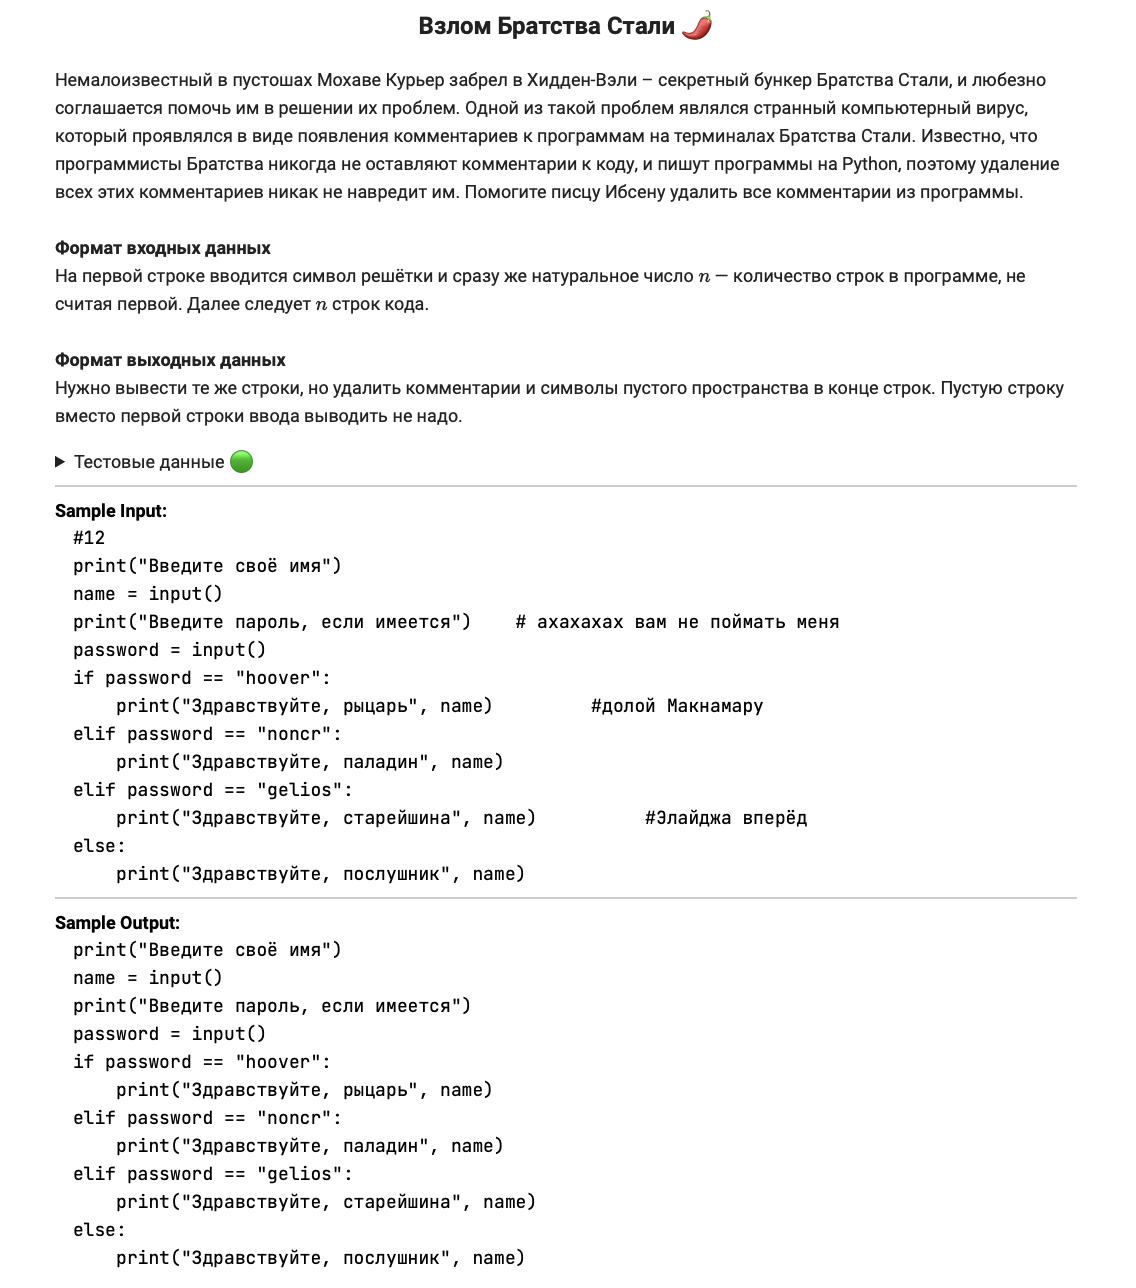 Взлом Братства Стали 🌶️
Немалоизвестный в пустошах Мохаве Курьер забрел в Хидден-Вэли – секретный бункер Братства Стали, и любезно
соглашается помочь им в решении их проблем. Одной из такой проблем являлся странный компьютерный вирус,
который проявлялся в виде появления комментариев к программам на терминалах Братства Стали. Известно, что
программисты Братства никогда не оставляют комментарии к коду, и пишут программы на Python, поэтому удаление
всех этих комментариев никак не навредит им. Помогите писцу Ибсену удалить все комментарии из программы.
Формат входных данных
На первой строке вводится символ решётки и сразу же натуральное число n — количество строк в программе, не
считая первой. Далее следует n строк кода.
Формат выходных данных
Нужно вывести те же строки, но удалить комментарии и символы пустого пространства в конце строк. Пустую строку
вместо первой строки ввода выводить не надо.
▶ Тестовые данные 🟢
Sample Input:
#12
print("Введите своё имя")
name = input()
print("Введите пароль, если имеется")    # ахахахах вам не поймать меня
password = input()
if password == "hoover":
    print("Здравствуйте, рыцарь", name)         #долой Макнамару
elif password == "noncr":
    print("Здравствуйте, паладин", name)
elif password == "gelios":
    print("Здравствуйте, старейшина", name)          #Элайджа вперёд
else:
    print("Здравствуйте, послушник", name)
Sample Output:
print("Введите своё имя")
name = input()
print("Введите пароль, если имеется")
password = input()
if password == "hoover":
    print("Здравствуйте, рыцарь", name)
elif password == "noncr":
    print("Здравствуйте, паладин", name)
elif password == "gelios":
    print("Здравствуйте, старейшина", name)
else:
    print("Здравствуйте, послушник", name)